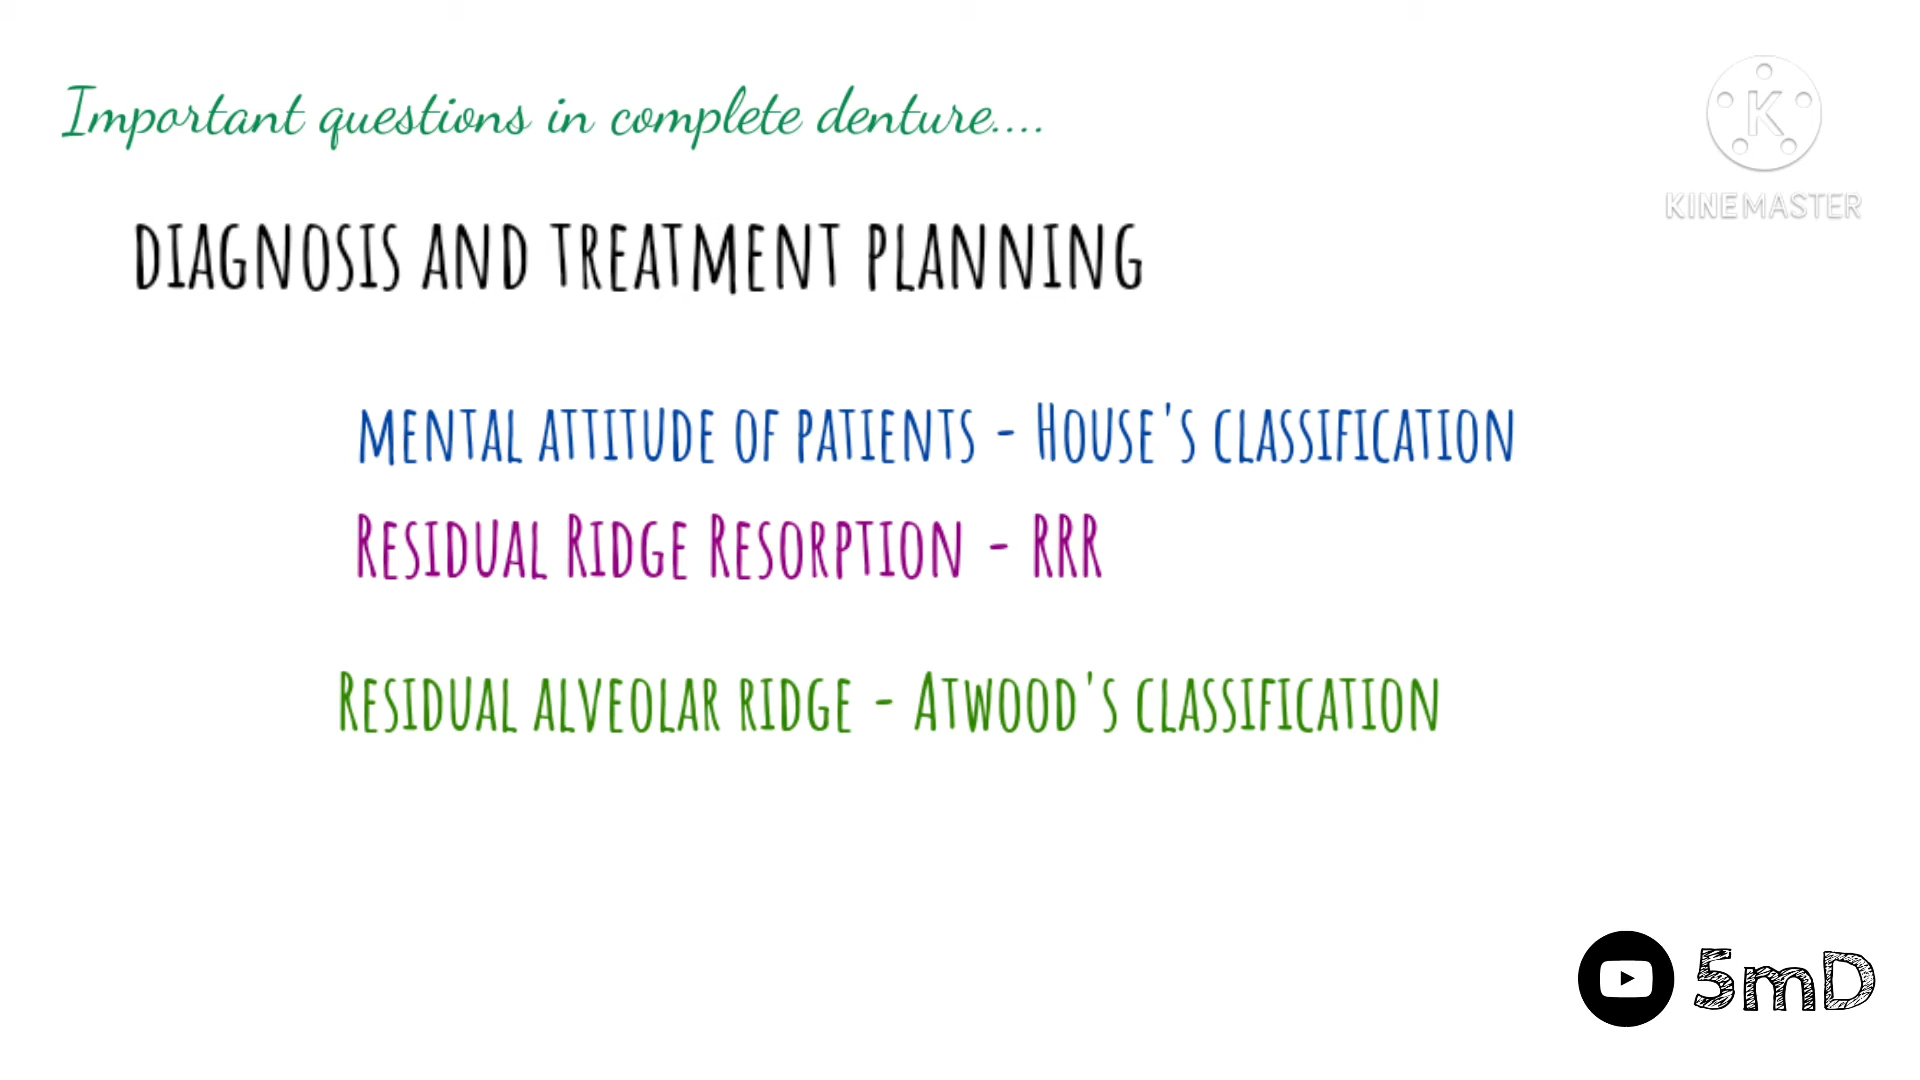 Important questions in complete denture....
K
KINEMASTER
DIAGNOSIS AND TREATMENT PLANNING
MENTAL ATTITUDE OF PATIENTS - HOUSE'S CLASSIFICATION
RESIDUAL RIDGE RESORPTION - RRR
RESIDUAL ALVEOLAR RIDGE - ATWOOD'S CLASSIFICATION
5mD